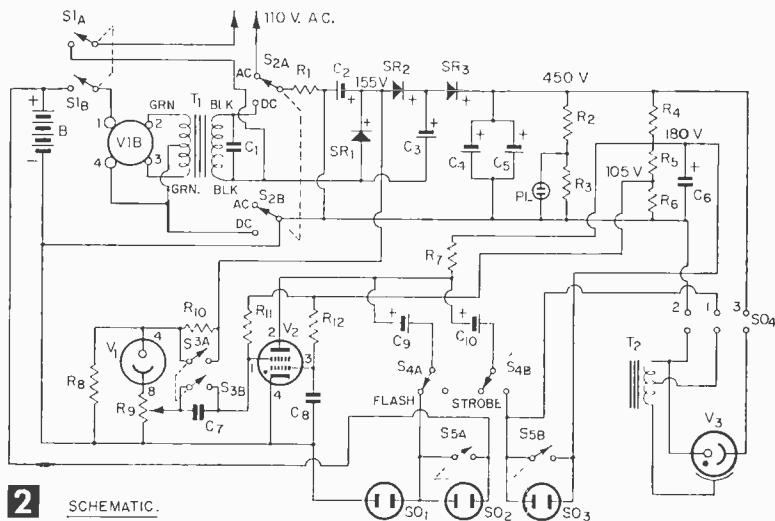 S1A
110 V. A.C.
S2A
AC
R1
C2
155 V
SR2
SR3
450 V
S1B
+
B
-
1
2
GRN
T1
BLK
DC
V1B
4
3
GRN.
BLK
C1
SR1
C3
C4
C5
R2
R3
PL
R4
180 V
105 V
R5
R6
C6
S2B
AC
DC
R7
R10
V1
4
8
S3A
S3B
R8
R9
C7
R11
V2
2
1
3
4
R12
C8
C9
C10
S4A
S4B
FLASH
STROBE
S5A
S5B
2
1
3
SO4
T2
V3
SO1
SO2
SO3
2
SCHEMATIC.